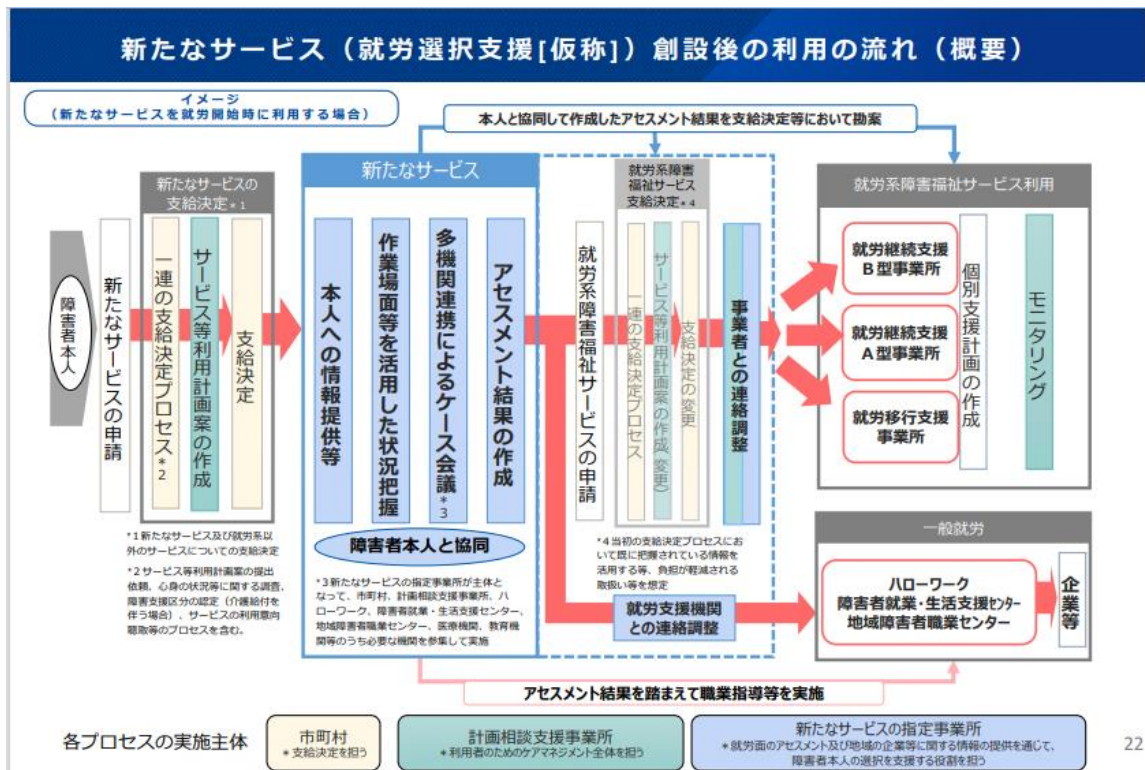 新たなサービス（就労選択支援[仮称]）創設後の利用の流れ（概要）
イメージ
（新たなサービスを就労開始時に利用する場合）
本人と協同して作成したアセスメント結果を支給決定等において勘案
障害者本人
新たなサービスの申請
新たなサービスの
支給決定*1
一連の支給決定プロセス*2
サービス等利用計画案の作成
支給決定
*1新たなサービス及び就労系以
外のサービスについての支給決定
*2サービス等利用計画案の提出
依頼、心身の状況等に関する調査、
障害支援区分の認定（介護給付を
伴う場合）、サービスの利用意向
聴取等のプロセスを含む。
新たなサービス
本人への情報提供等
作業場面等を活用した状況把握
多機関連携によるケース会議*3
アセスメント結果の作成
障害者本人と協同
*3新たなサービスの指定事業所が主体と
なって、市町村、計画相談支援事業所、ハ
ローワーク、障害者就業・生活支援センター、
地域障害者職業センター、医療機関、教育機
関等のうち必要な機関を参集して実施
就労系障害福祉サービスの申請
就労系障害
福祉サービス
支給決定*4
一連の支給決定プロセス
サービス等利用計画案の作成（変更）
支給決定の変更
事業者との連絡調整
*4当初の支給決定プロセスにお
いて既に把握されている情報を
活用する等、負担が軽減される
取扱い等を想定
就労支援機関
との連絡調整
就労系障害福祉サービス利用
就労継続支援
B型事業所
就労継続支援
A型事業所
就労移行支援
事業所
個別支援計画の作成
モニタリング
一般就労
ハローワーク
障害者就業・生活支援センター
地域障害者職業センター
企業等
アセスメント結果を踏まえて職業指導等を実施
各プロセスの実施主体
市町村
*支給決定を担う
計画相談支援事業所
*利用者のためのケアマネジメント全体を担う
新たなサービスの指定事業所
*就労面のアセスメント及び地域の企業等に関する情報の提供を通じて、
障害者本人の選択を支援する役割を担う
22